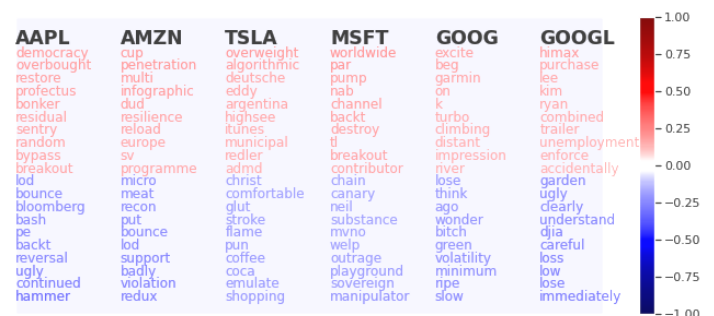 AAPL AMZN TSLA MSFT GOOG GOOGL
democracy cup overweight worldwide excite himax
overbought penetration algorithmic par beg purchase
restore multi deutsche pump garmin lee
profectus infographic eddy nab on kim
bonker dud argentina channel k ryan
residual resilience highsee backt turbo combined
sentry reload itunes destroy climbing trailer
random europe municipal tl distant unemployment
bypass sv redler breakout impression enforce
breakout programme admd contributor river accidentally
lod micro christ chain lose garden
bounce meat comfortable canary think ugly
bloomberg recon glut neil ago clearly
bash put stroke substance wonder understand
pe bounce flame mvno bitch djia
backt lod pun welp green careful
reversal support coffee outrage volatility loss
ugly badly coca playground minimum low
continued violation emulate sovereign ripe lose
hammer redux shopping manipulator slow immediately
1.00
0.75
0.50
0.25
0.00
−0.25
−0.50
−0.75
−1.00